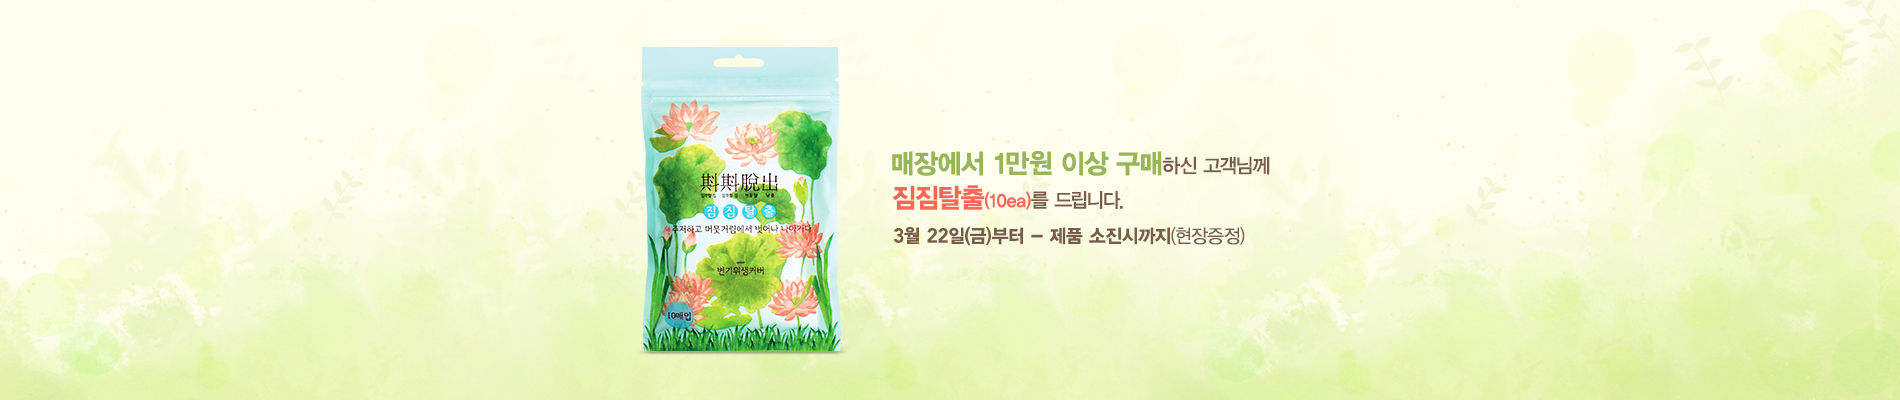 斟斟脫出
짐 짐 탈 출
주저하고 머뭇거림에서 벗어나 나아가다
변기위생커버
10매입
매장에서 1만원 이상 구매하신 고객님께
짐짐탈출(10ea)를 드립니다.
3월 22일(금)부터 - 제품 소진시까지(현장증정)